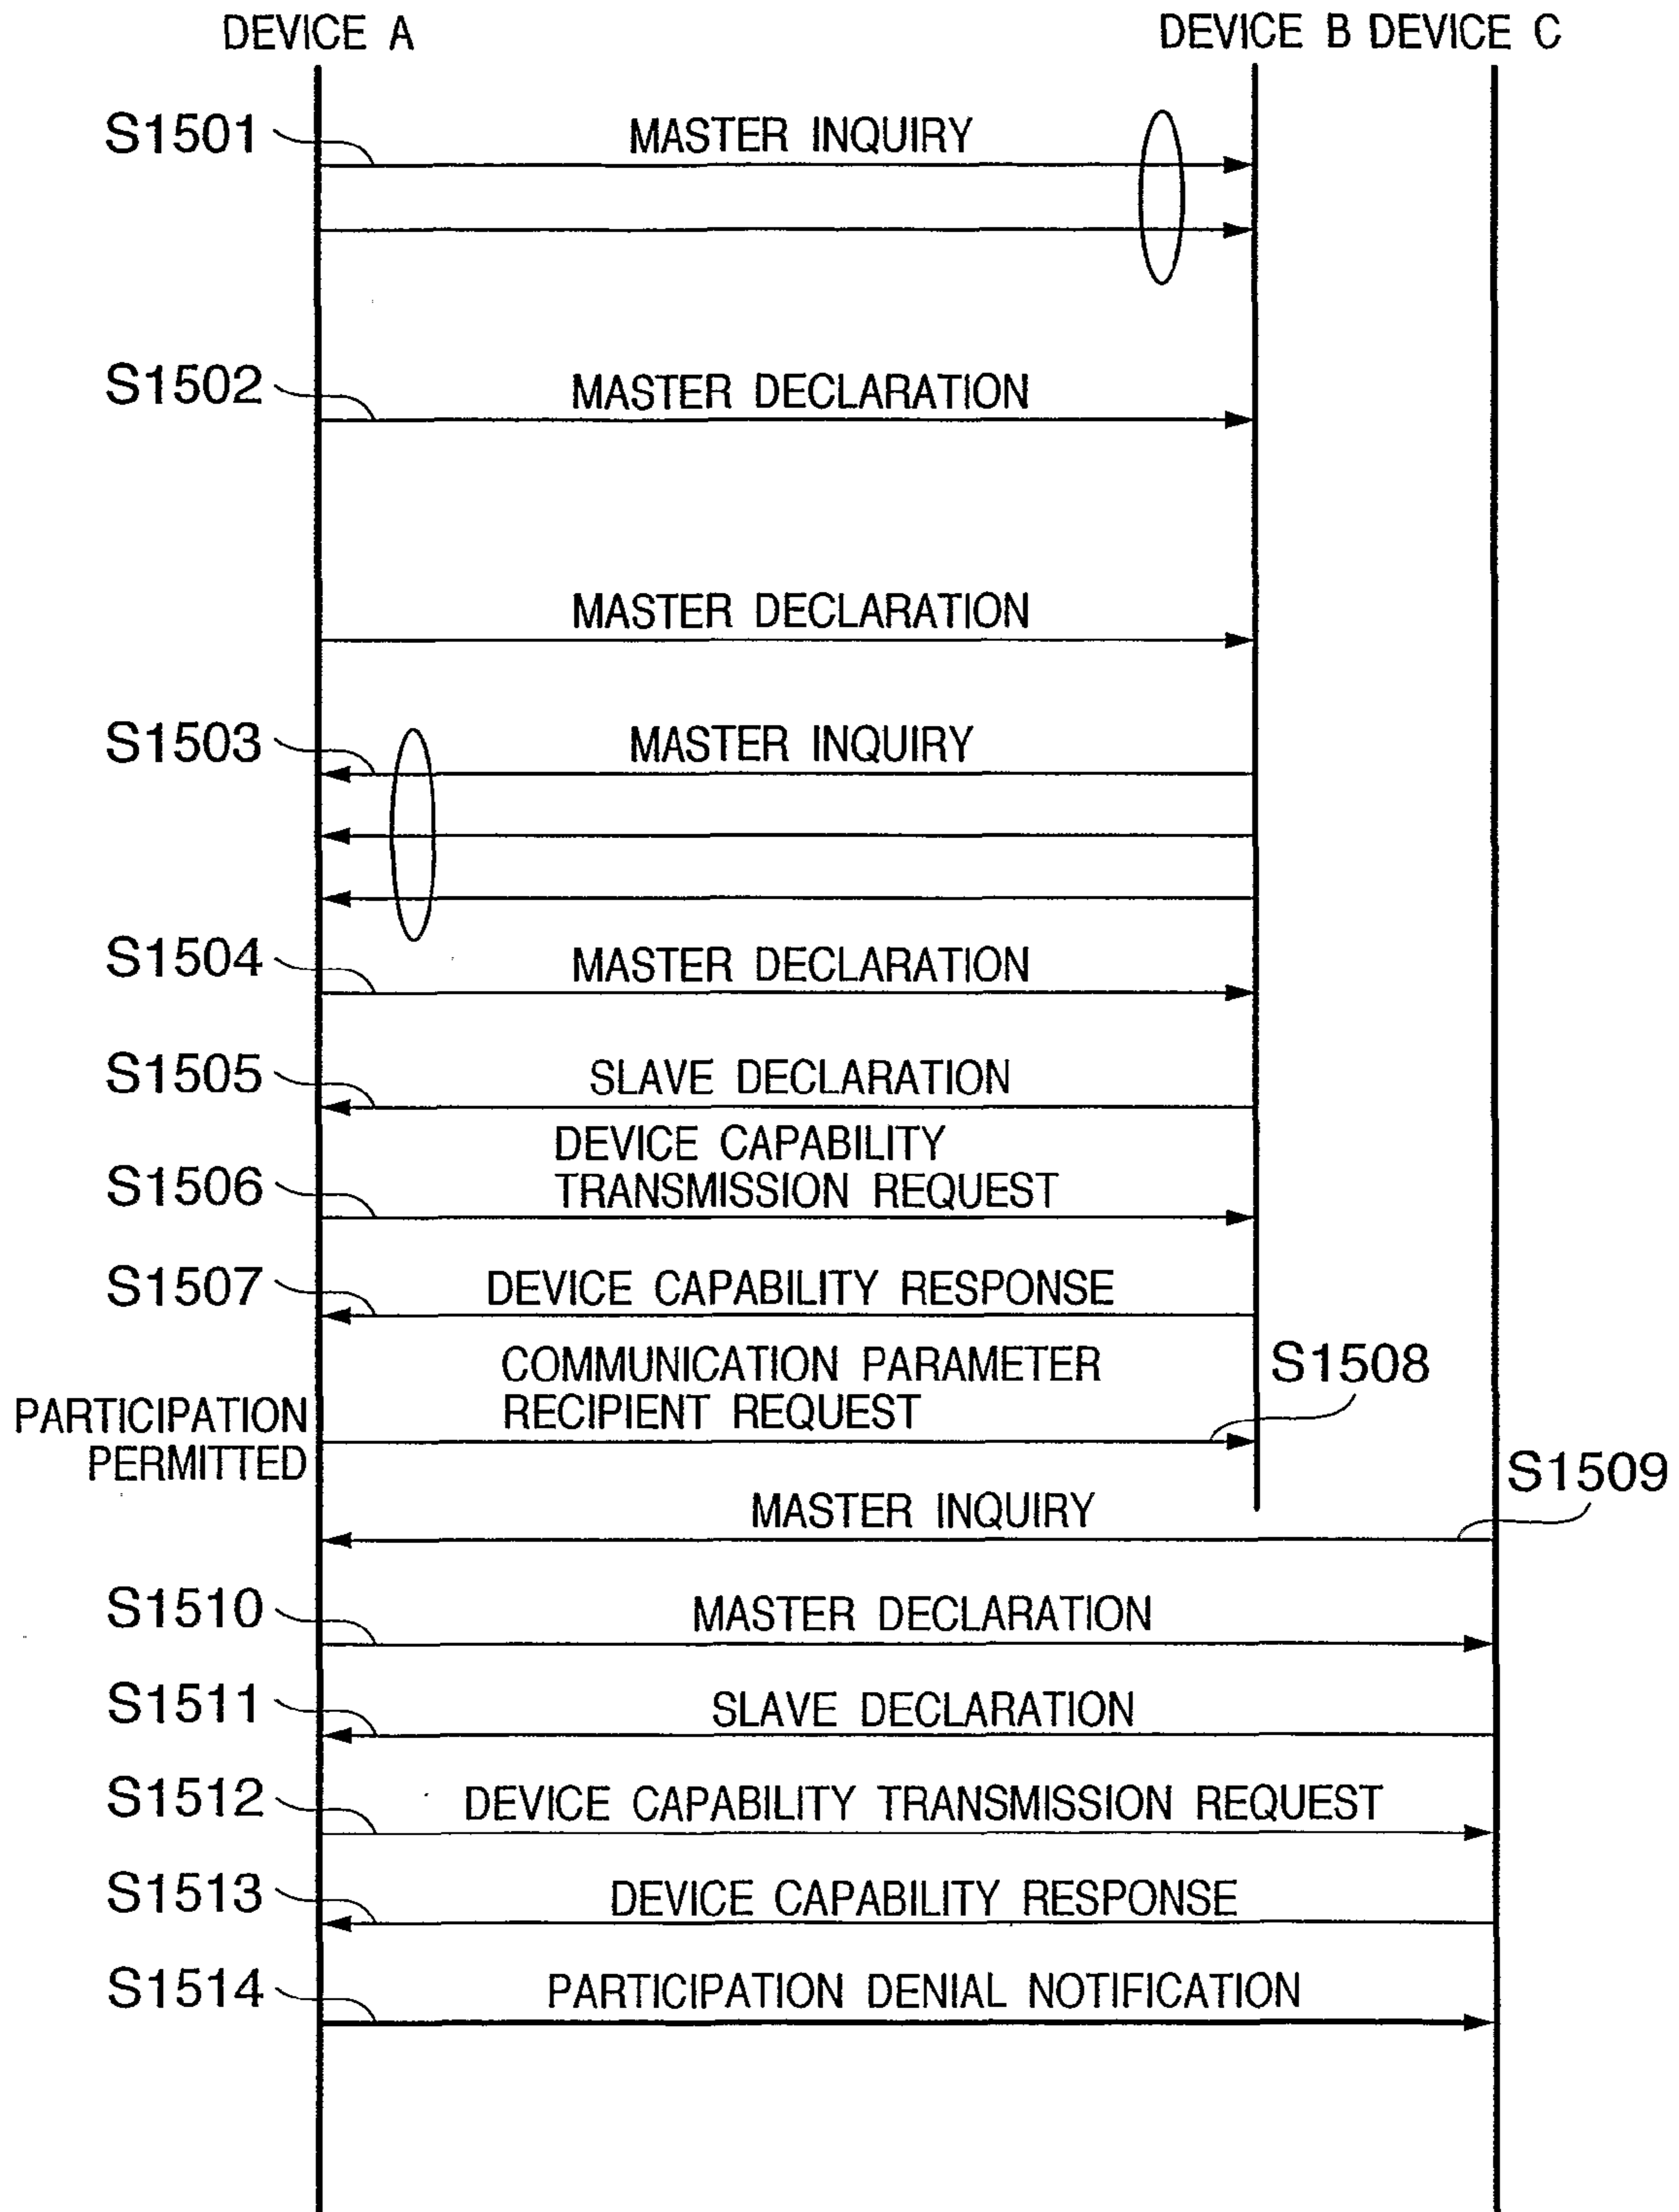 DEVICE A
DEVICE B
DEVICE C
S1501
MASTER INQUIRY
S1502
MASTER DECLARATION
MASTER DECLARATION
S1503
MASTER INQUIRY
S1504
MASTER DECLARATION
S1505
SLAVE DECLARATION
DEVICE CAPABILITY
TRANSMISSION REQUEST
S1506
S1507
DEVICE CAPABILITY RESPONSE
COMMUNICATION PARAMETER
RECIPIENT REQUEST
S1508
PARTICIPATION
PERMITTED
S1509
MASTER INQUIRY
S1510
MASTER DECLARATION
S1511
SLAVE DECLARATION
S1512
DEVICE CAPABILITY TRANSMISSION REQUEST
S1513
DEVICE CAPABILITY RESPONSE
S1514
PARTICIPATION DENIAL NOTIFICATION